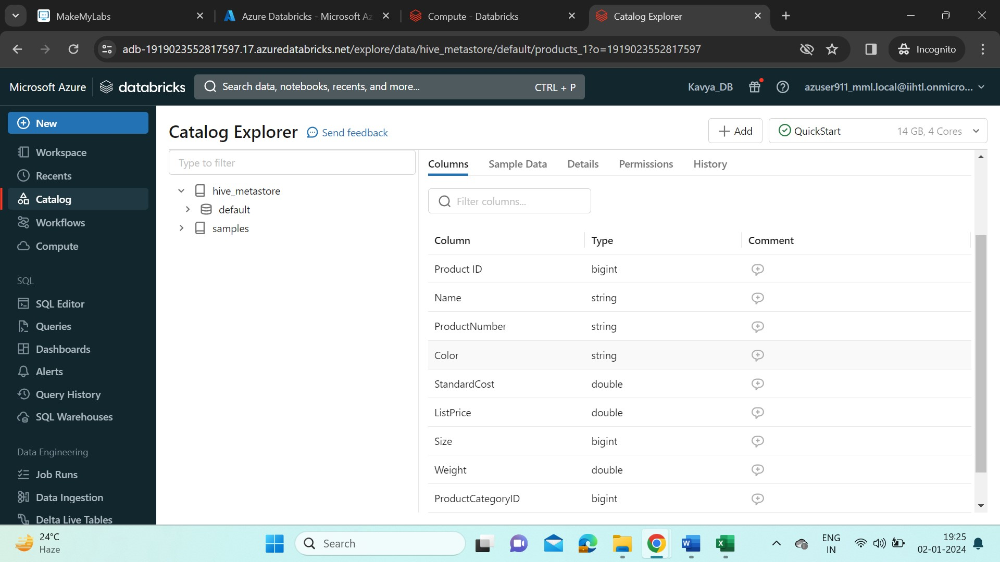 MakeMyLabs
Azure Databricks - Microsoft Az
Compute - Databricks
Catalog Explorer
adb-1919023552817597.17.azuredatabricks.net/explore/data/hive_metastore/default/products_1?o=1919023552817597
Incognito
Microsoft Azure
databricks
Search data, notebooks, recents, and more...
CTRL + P
Kavya_DB
azuser911_mml.local@iihtl.onmicro...
New
Workspace
Recents
Catalog
Workflows
Compute
SQL
SQL Editor
Queries
Dashboards
Alerts
Query History
SQL Warehouses
Data Engineering
Job Runs
Data Ingestion
Delta Live Tables
Catalog Explorer
Send feedback
Add
QuickStart
14 GB, 4 Cores
Type to filter
hive_metastore
default
samples
Columns Sample Data Details Permissions History
Filter columns...
Column Type Comment
Product ID bigint
Name string
ProductNumber string
Color string
StandardCost double
ListPrice double
Size bigint
Weight double
ProductCategoryID bigint
24°C
Haze
Search
ENG
IN
19:25
02-01-2024